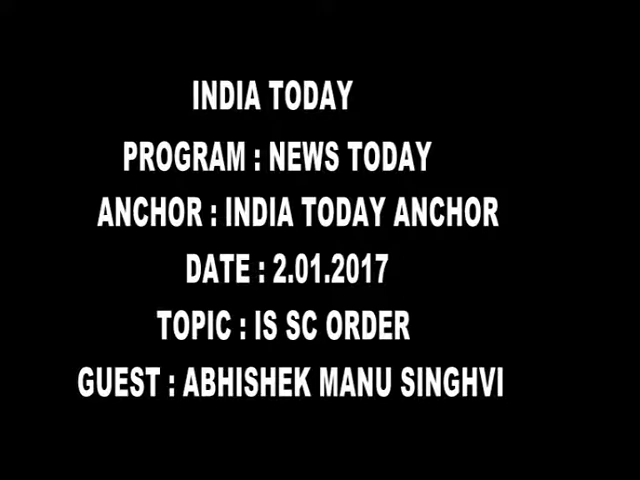 INDIA TODAY
PROGRAM : NEWS TODAY
ANCHOR : INDIA TODAY ANCHOR
DATE : 2.01.2017
TOPIC : IS SC ORDER
GUEST : ABHISHEK MANU SINGHVI